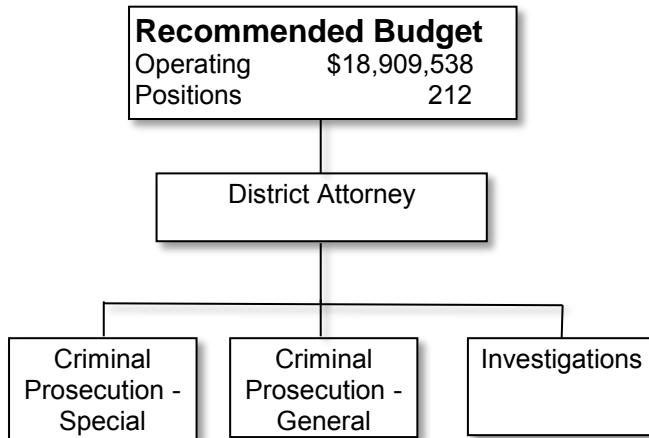 Recommended Budget
Operating $18,909,538
Positions 212
District Attorney
Criminal
Prosecution -
Special
Criminal
Prosecution -
General
Investigations